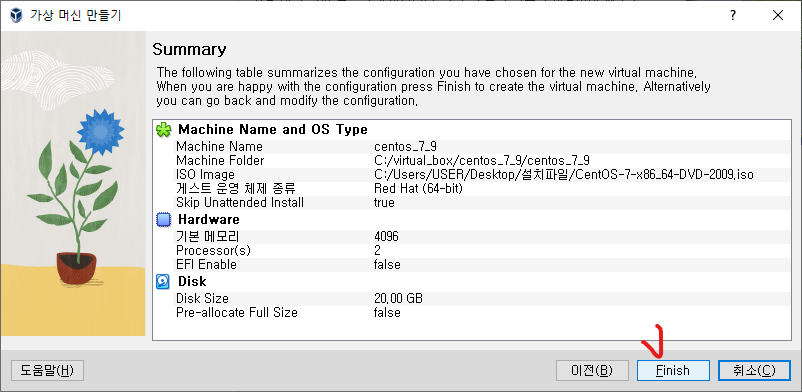 가상 머신 만들기
Summary
The following table summarizes the configuration you have chosen for the new virtual machine.
When you are happy with the configuration press Finish to create the virtual machine. Alternatively
you can go back and modify the configuration.
Machine Name and OS Type
Machine Name centos_7_9
Machine Folder C:/virtual_box/centos_7_9/centos_7_9
ISO Image C:/Users/USER/Desktop/설치파일/CentOS-7-x86_64-DVD-2009.iso
게스트 운영 체제 종류 Red Hat (64-bit)
Skip Unattended Install true
Hardware
기본 메모리 4096
Processor(s) 2
EFI Enable false
Disk
Disk Size 20.00 GB
Pre-allocate Full Size false
도움말(H) 이전(B) Finish 취소(C)